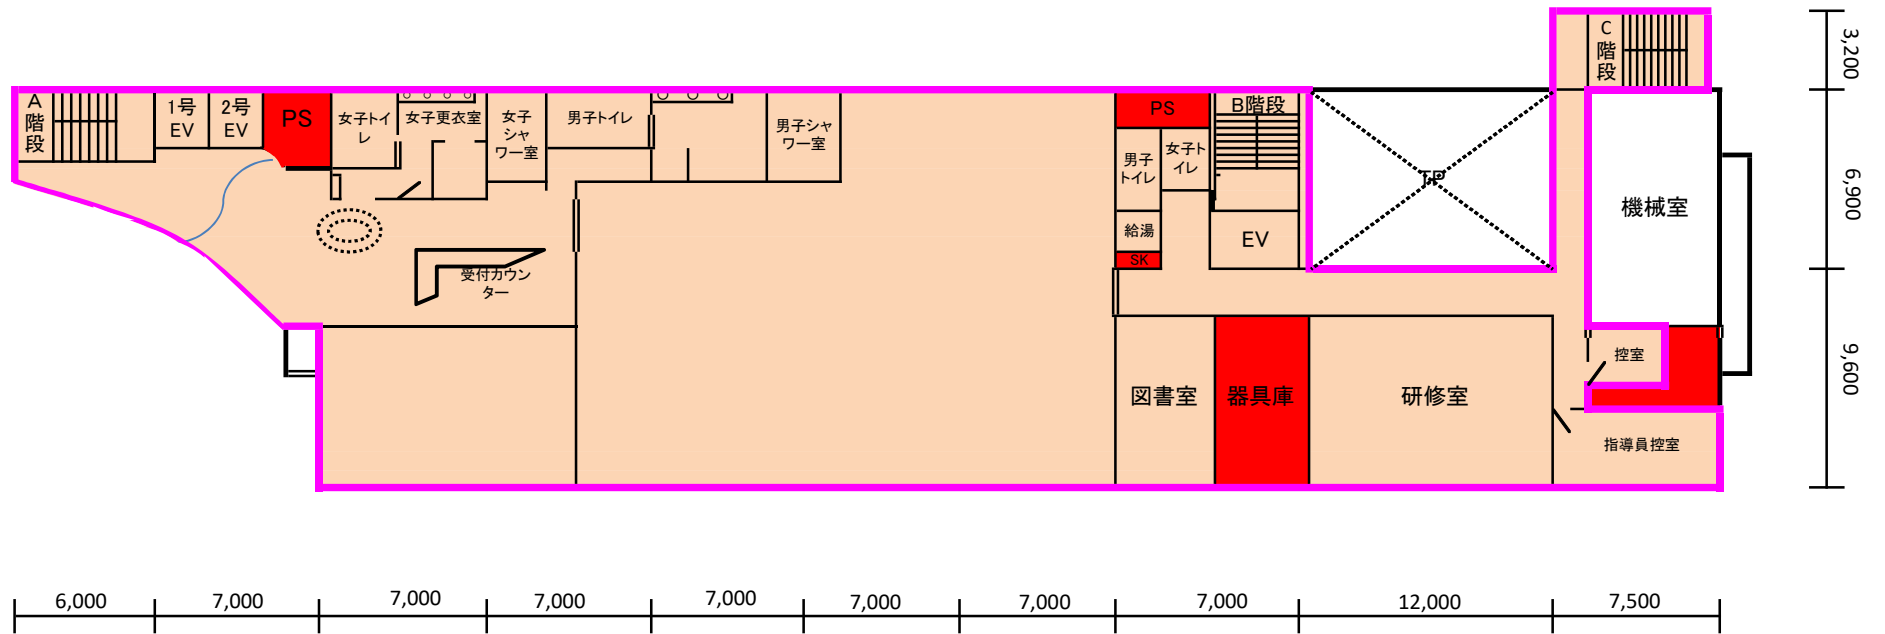 C
階
段
3,200
A
階
段
1号
EV
2号
EV
PS
女子トイ
レ
女子更衣室
女子
シャ
ワー室
男子トイレ
男子シャ
ワー室
PS
B階段
男子
トイレ
女子ト
イレ
機械室
6,900
給湯
EV
SK
受付カウン
ター
控室
9,600
図書室
器具庫
研修室
指導員控室
6,000
7,000
7,000
7,000
7,000
7,000
7,000
7,000
12,000
7,500